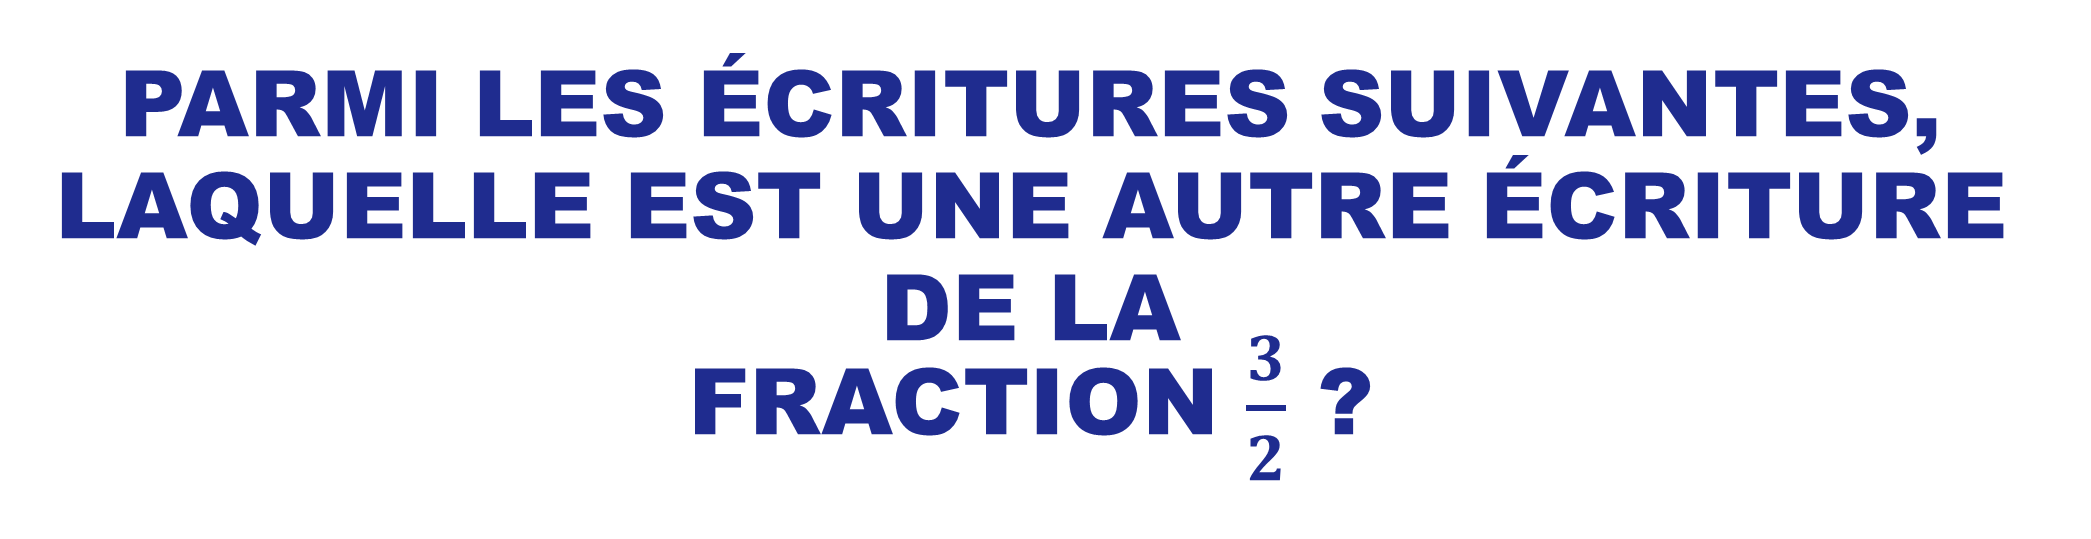 PARMI LES ÉCRITURES SUIVANTES,
LAQUELLE EST UNE AUTRE ÉCRITURE
DE LA
FRACTION 3/2 ?